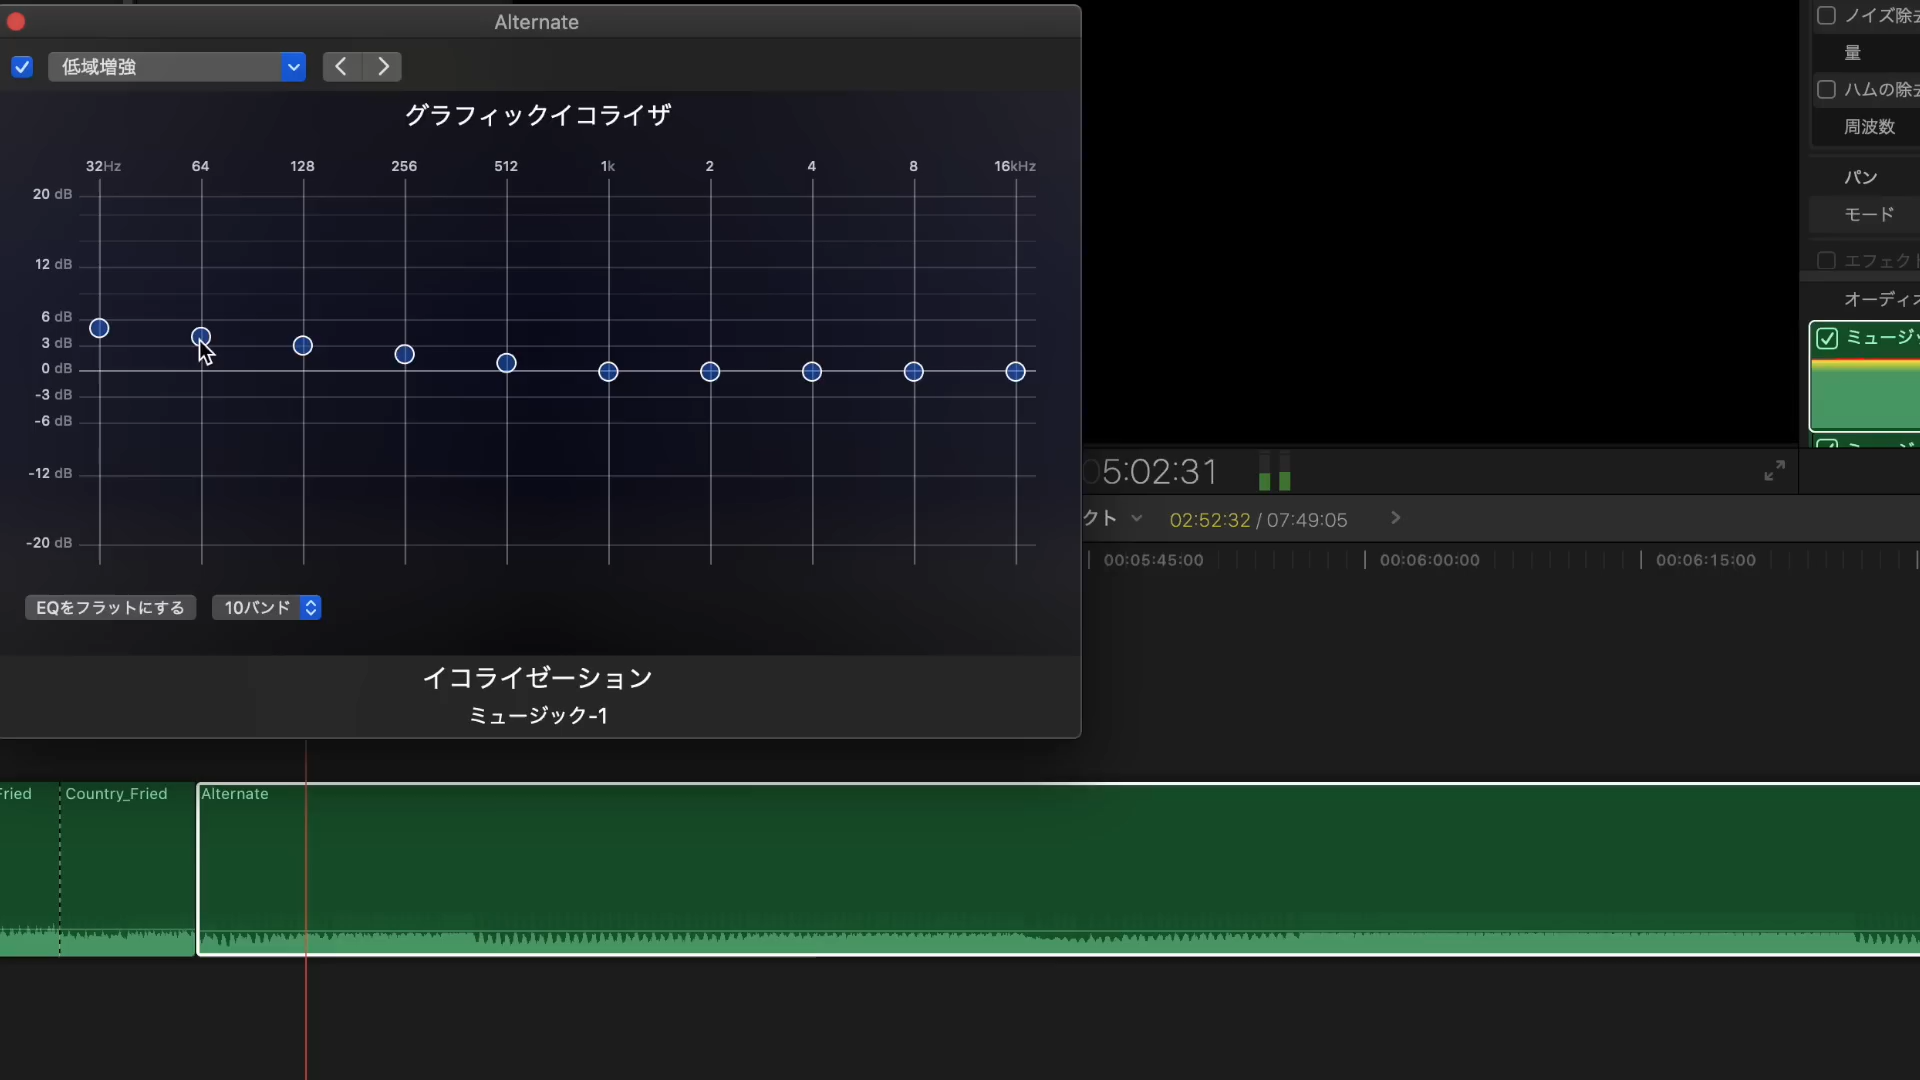 Alternate
低域増強
グラフィックイコライザ
32Hz 64 128 256 512 1k 2 4 8 16kHz
20 dB
12 dB
6 dB
3 dB
0 dB
-3 dB
-6 dB
-12 dB
-20 dB
EQをフラットにする 10バンド
イコライゼーション
ミュージック-1
ノイズ除
量
ハムの除
周波数
パン
モード
エフェク
オーディ
ミュージ
05:02:31
クト 02:52:32 / 07:49:05
00:05:45:00 00:06:00:00 00:06:15:00
Fried Country_Fried Alternate